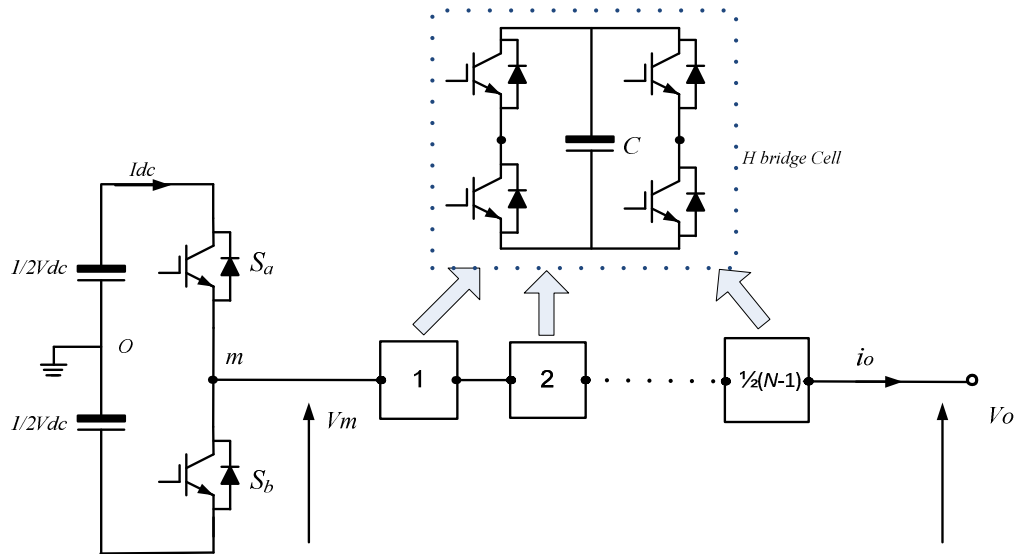 C
H bridge Cell
Idc
1/2Vdc
Sa
O
m
1/2Vdc
Sb
Vm
1
2
½(N-1)
io
Vo